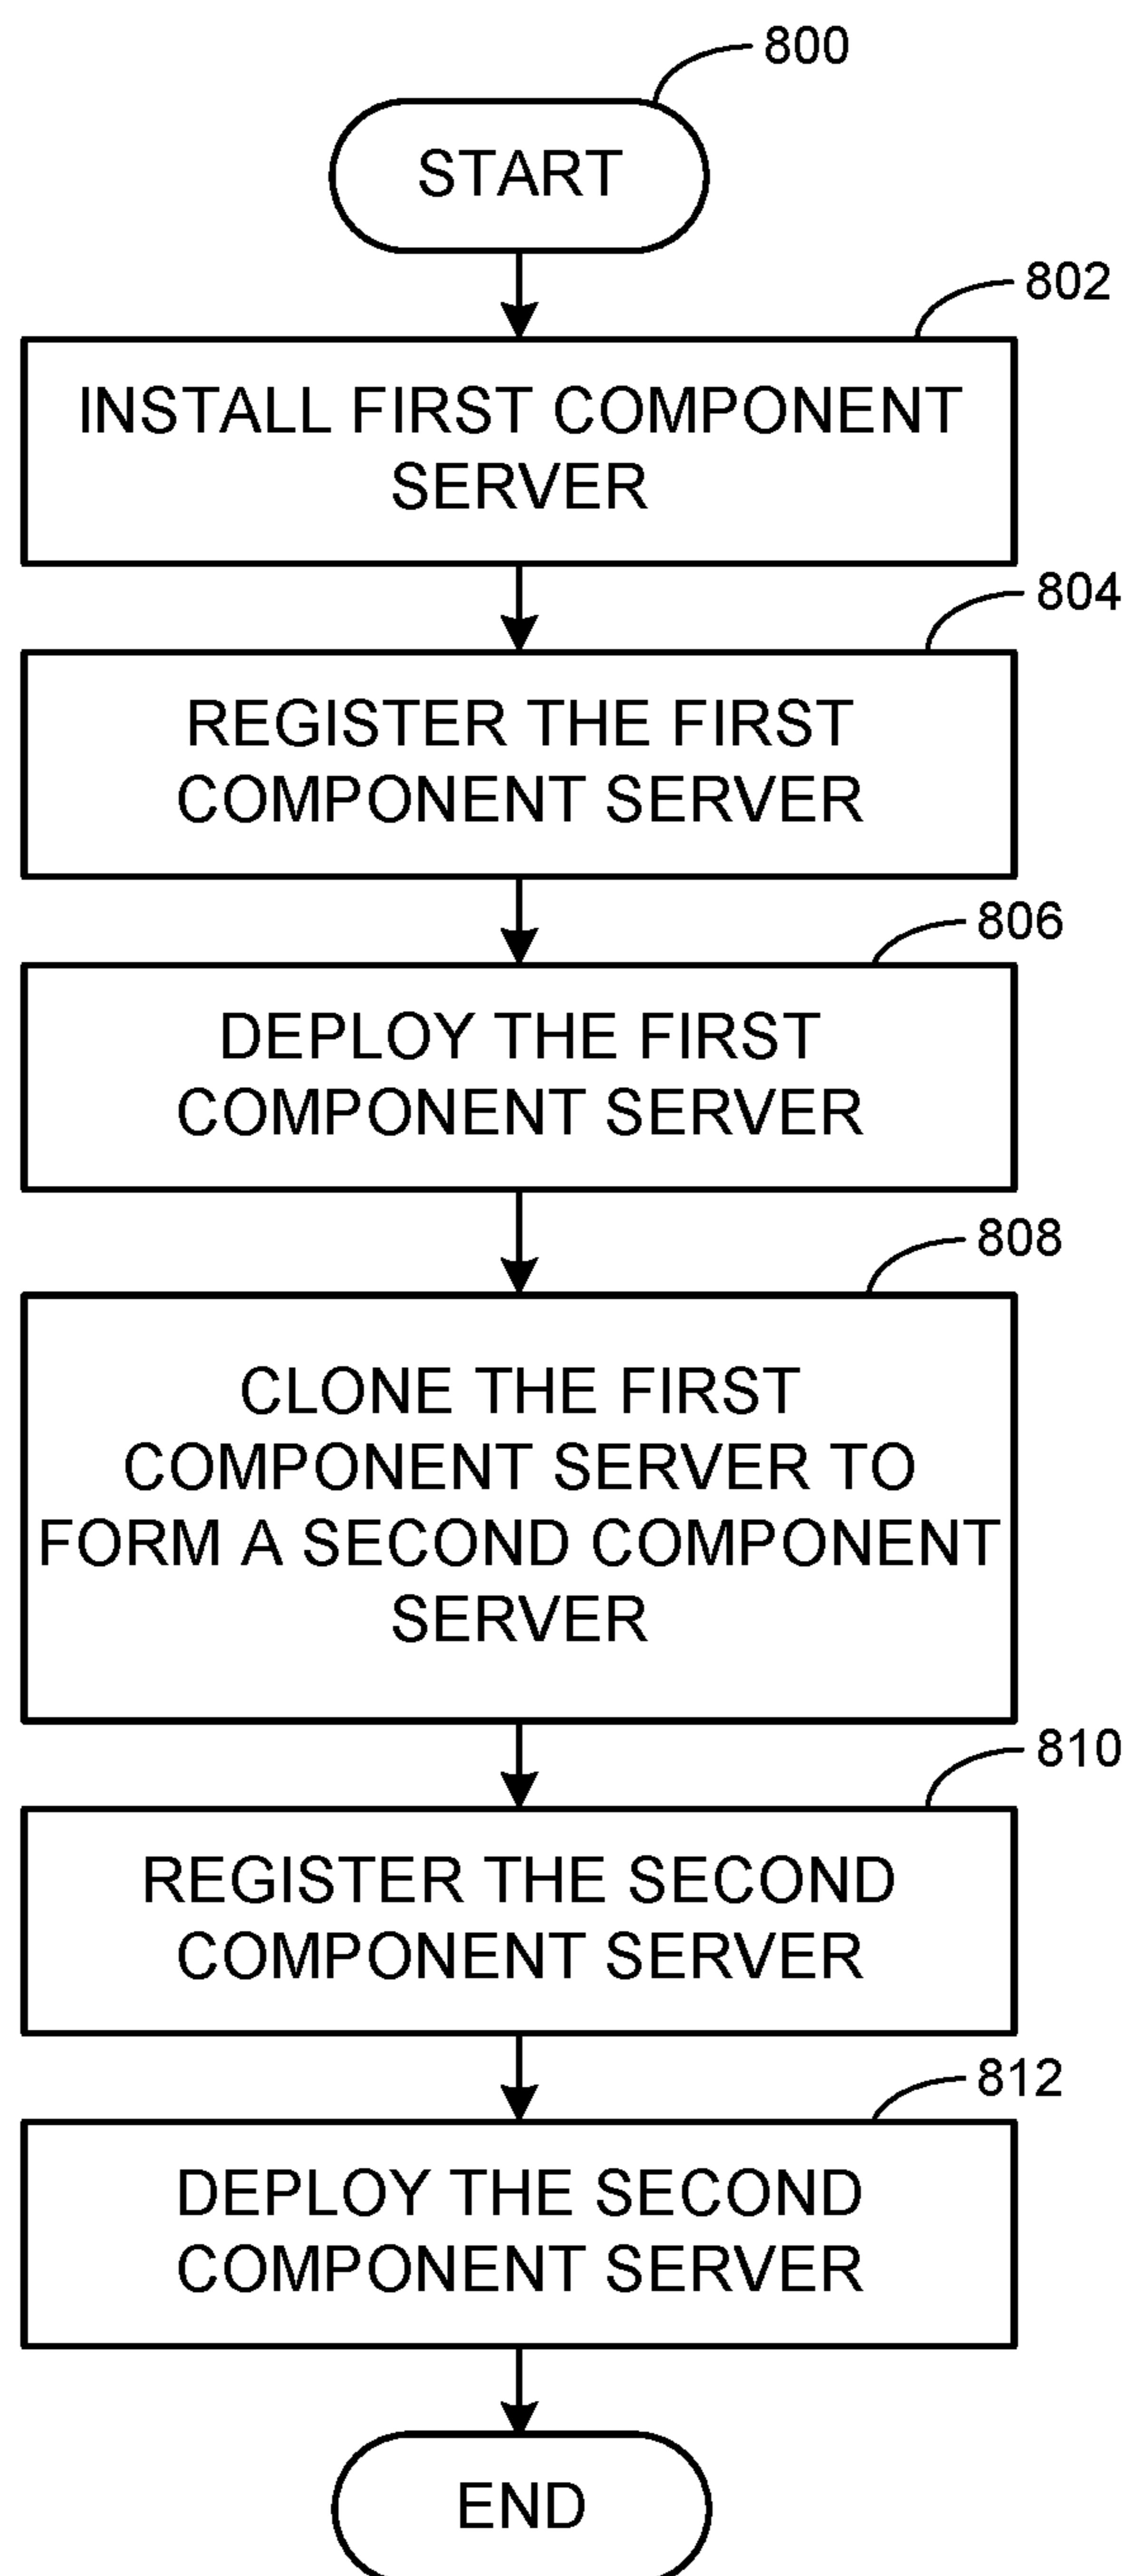 800
START
802
INSTALL FIRST COMPONENT
SERVER
804
REGISTER THE FIRST
COMPONENT SERVER
806
DEPLOY THE FIRST
COMPONENT SERVER
808
CLONE THE FIRST
COMPONENT SERVER TO
FORM A SECOND COMPONENT
SERVER
810
REGISTER THE SECOND
COMPONENT SERVER
812
DEPLOY THE SECOND
COMPONENT SERVER
END